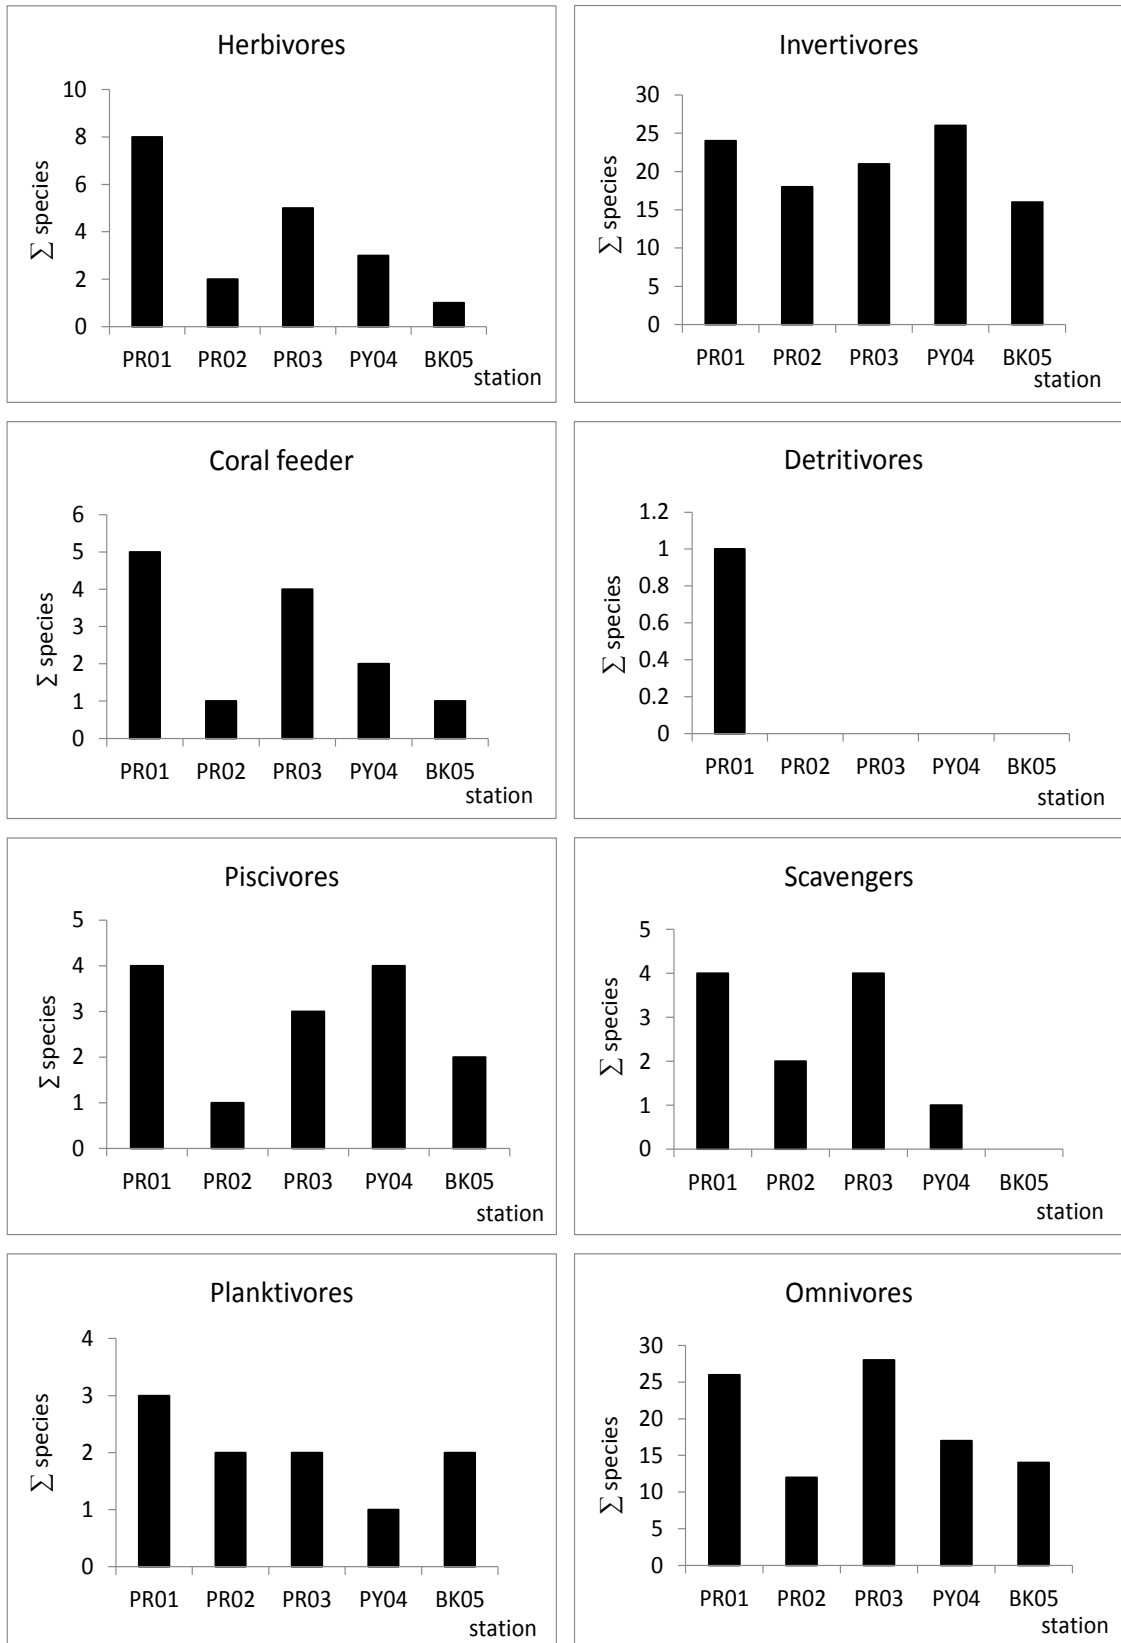 Herbivores
10
8
6
4
2
0
∑ species
PR01 PR02 PR03 PY04 BK05
station
Invertivores
30
25
20
15
10
5
0
∑ species
PR01 PR02 PR03 PY04 BK05
station
Coral feeder
6
5
4
3
2
1
0
Σ species
PR01 PR02 PR03 PY04 BK05
station
Detritivores
1.2
1
0.8
0.6
0.4
0.2
0
∑ species
PR01 PR02 PR03 PY04 BK05
station
Piscivores
5
4
3
2
1
0
Σ species
PR01 PR02 PR03 PY04 BK05
station
Scavengers
5
4
3
2
1
0
∑ species
PR01 PR02 PR03 PY04 BK05
station
Planktivores
4
3
2
1
0
∑ species
PR01 PR02 PR03 PY04 BK05
station
Omnivores
30
25
20
15
10
5
0
∑ species
PR01 PR02 PR03 PY04 BK05
station